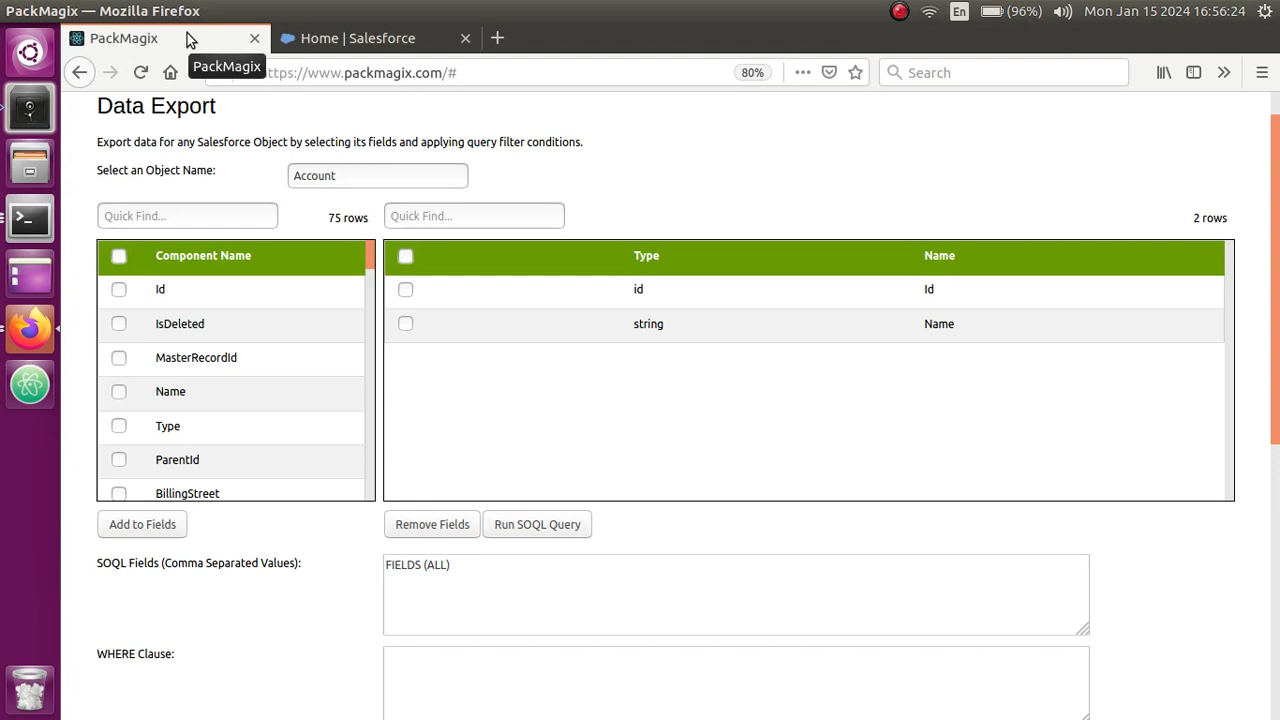 PackMagix — Mozilla Firefox
En (96%) Mon Jan 15 2024 16:56:24
PackMagix
Home | Salesforce
PackMagix
ttps://www.packmagix.com/#
80%
Search
Data Export
Export data for any Salesforce Object by selecting its fields and applying query filter conditions.
Select an Object Name: Account
Quick Find... 75 rows
Quick Find... 2 rows
Component Name
Id
IsDeleted
MasterRecordId
Name
Type
ParentId
BillingStreet
Type Name
id Id
string Name
Add to Fields
Remove Fields
Run SOQL Query
SOQL Fields (Comma Separated Values): FIELDS (ALL)
WHERE Clause: